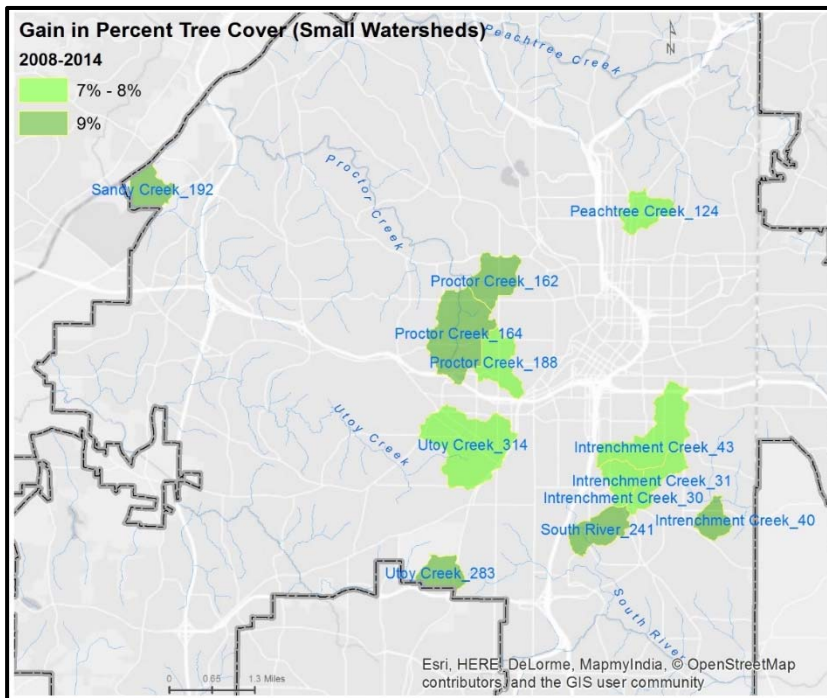 Gain in Percent Tree Cover (Small Watersheds)
2008-2014
7% - 8%
9%
N
Peachtree Creek
Sandy Creek_192
Proctor Creek
Peachtree Creek_124
Proctor Creek_162
Proctor Creek_164
Proctor Creek_188
Utoy Creek
Utoy Creek_314
Intrenchment Creek_43
Intrenchment Creek_31
Intrenchment Creek_30
Intrenchment Creek_40
South River_241
Utoy Creek_283
South River
0 0.65 1.3 Miles
Esri, HERE, DeLorme, MapmyIndia, © OpenStreetMap
contributors, and the GIS user community